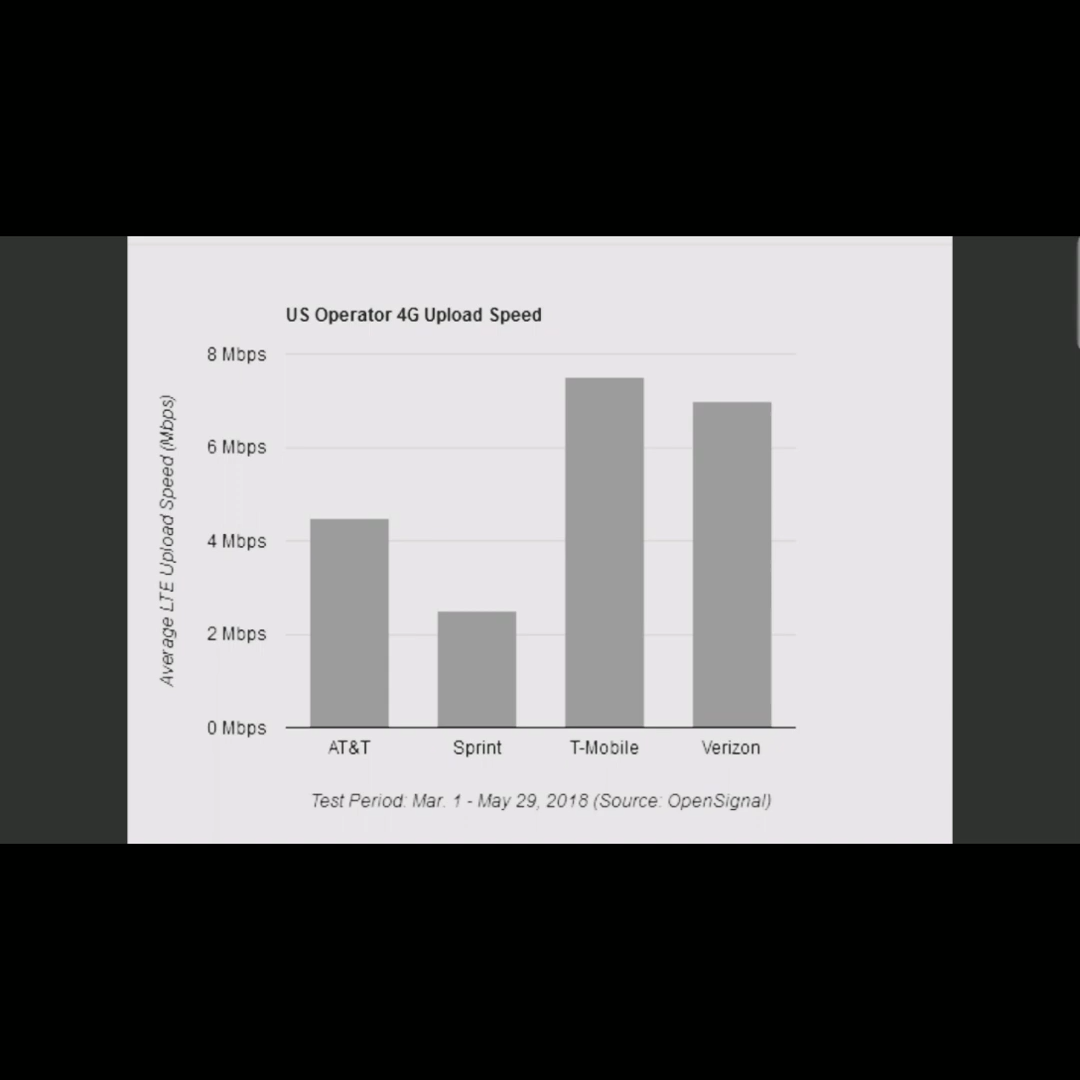 US Operator 4G Upload Speed
8 Mbps
6 Mbps
4 Mbps
2 Mbps
0 Mbps
Average LTE Upload Speed (Mbps)
AT&T Sprint T-Mobile Verizon
Test Period: Mar. 1 - May 29, 2018 (Source: OpenSignal)